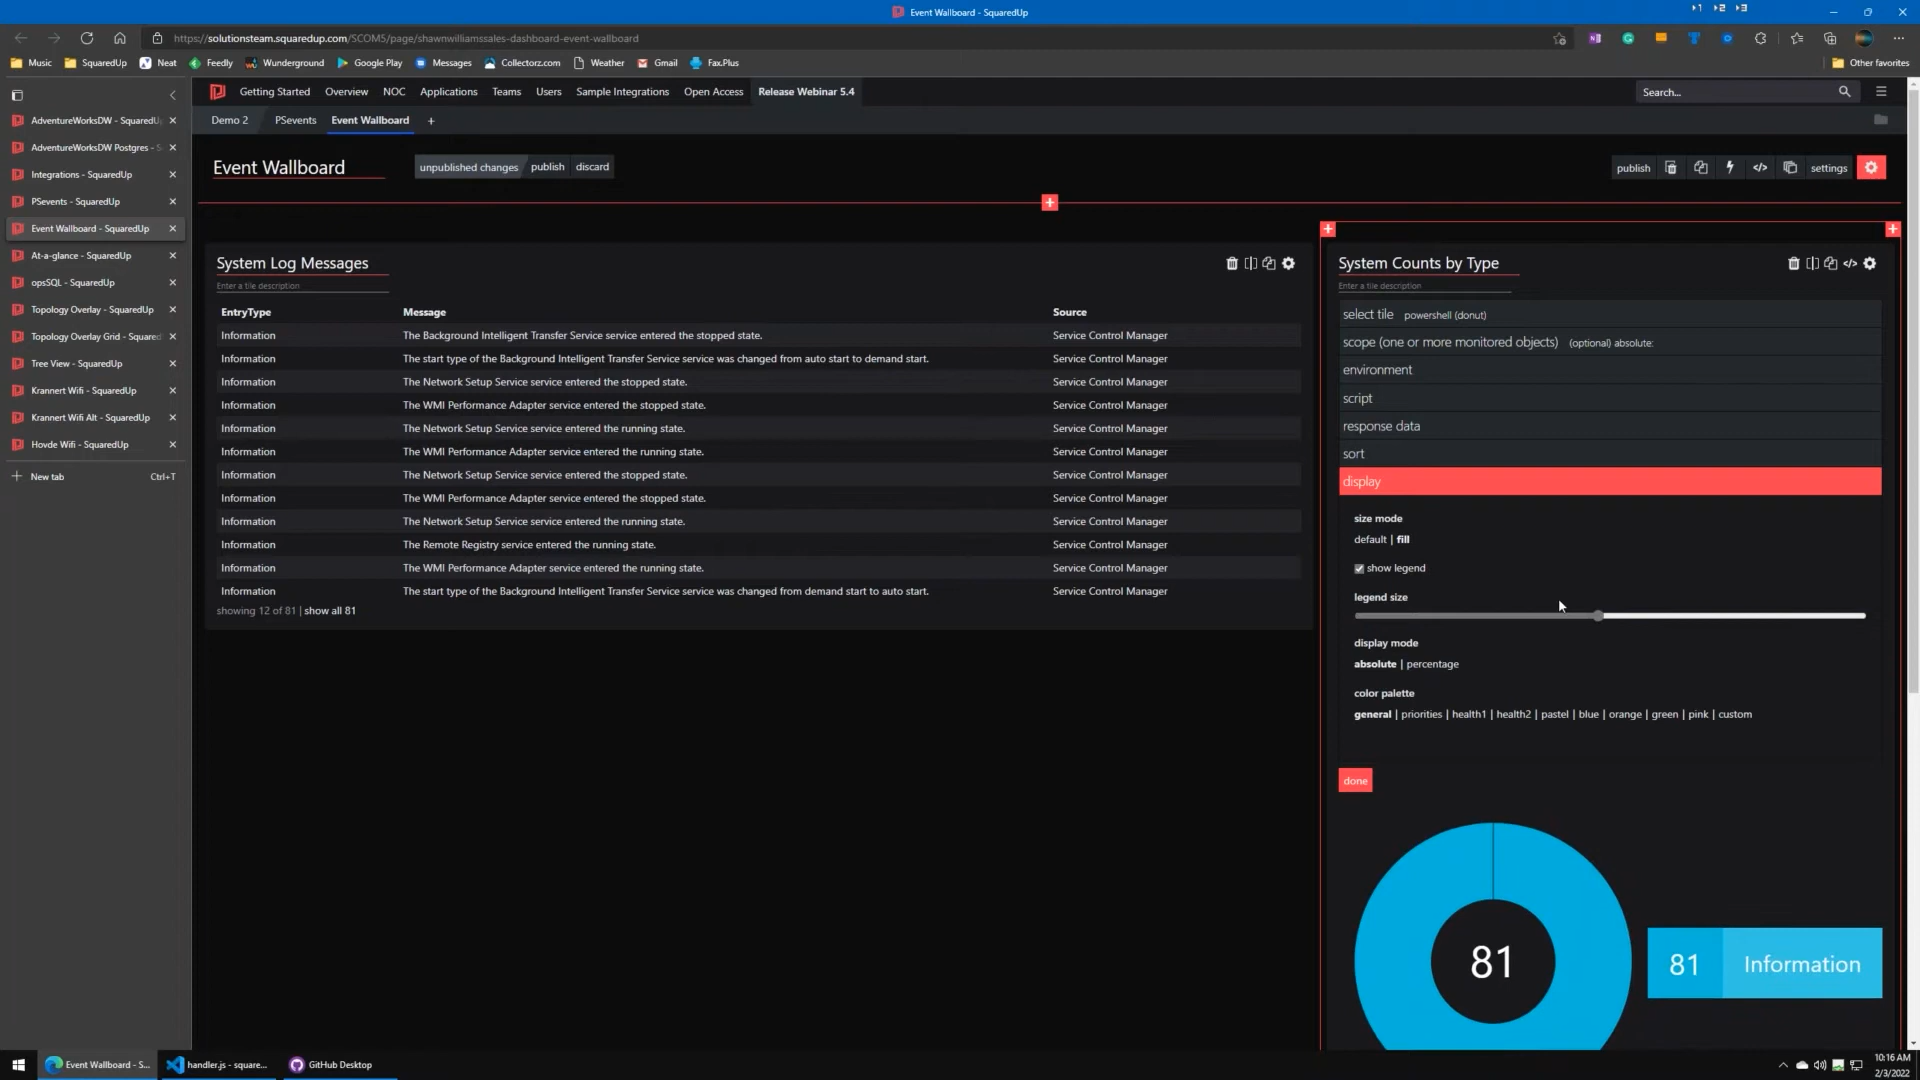 Event Wallboard - SquaredUp
https://solutionsteam.squaredup.com/SCOM5/page/shawnwilliamssales-dashboard-event-wallboard
Music SquaredUp Neat Feedly Wunderground Google Play Messages Collectorz.com Weather Gmail Fax.Plus Other favorites
AdventureWorksDW - SquaredU
AdventureWorksDW Postgres - S
Integrations - SquaredUp
PSevents - SquaredUp
Event Wallboard - SquaredUp
At-a-glance - SquaredUp
opsSQL - SquaredUp
Topology Overlay - SquaredUp
Topology Overlay Grid - Squared
Tree View - SquaredUp
Krannert Wifi - SquaredUp
Krannert Wifi Alt - SquaredUp
Hovde Wifi - SquaredUp
New tab Ctrl+T
Getting Started Overview NOC Applications Teams Users Sample Integrations Open Access Release Webinar 5.4 Search...
Demo 2 PSevents Event Wallboard +
Event Wallboard unpublished changes publish discard publish </> settings
System Log Messages
Enter a tile description
EntryType Message Source
Information The Background Intelligent Transfer Service service entered the stopped state. Service Control Manager
Information The start type of the Background Intelligent Transfer Service service was changed from auto start to demand start. Service Control Manager
Information The Network Setup Service service entered the stopped state. Service Control Manager
Information The WMI Performance Adapter service entered the stopped state. Service Control Manager
Information The Network Setup Service service entered the running state. Service Control Manager
Information The WMI Performance Adapter service entered the running state. Service Control Manager
Information The Network Setup Service service entered the stopped state. Service Control Manager
Information The WMI Performance Adapter service entered the stopped state. Service Control Manager
Information The Network Setup Service service entered the running state. Service Control Manager
Information The Remote Registry service entered the running state. Service Control Manager
Information The WMI Performance Adapter service entered the running state. Service Control Manager
Information The start type of the Background Intelligent Transfer Service service was changed from demand start to auto start. Service Control Manager
showing 12 of 81 | show all 81
System Counts by Type </>
Enter a tile description
select tile powershell (donut)
scope (one or more monitored objects) (optional) absolute:
environment
script
response data
sort
display
size mode
default | fill
show legend
legend size
display mode
absolute | percentage
color palette
general | priorities | health1 | health2 | pastel | blue | orange | green | pink | custom
done
81
81 Information
Event Wallboard - S... handler.js - square... GitHub Desktop
10:16 AM
2/3/2022